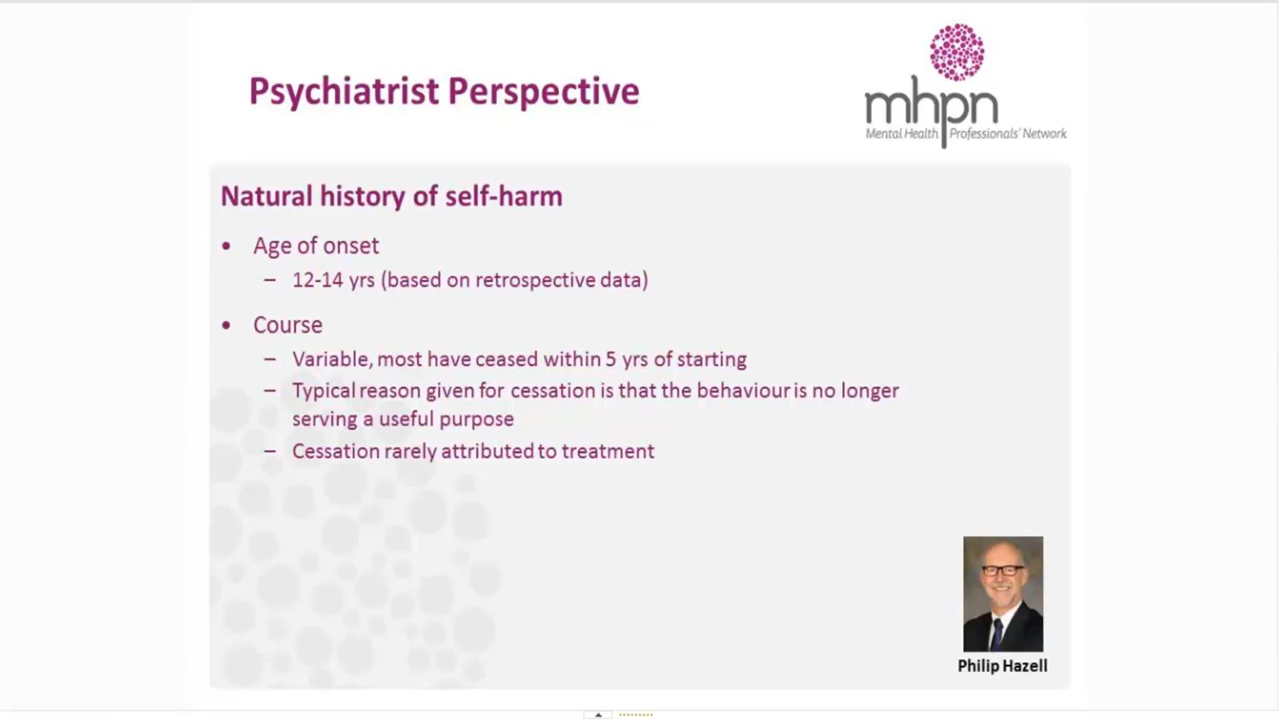 Psychiatrist Perspective
mhpn
Mental Health Professionals' Network
Natural history of self-harm
• Age of onset
– 12-14 yrs (based on retrospective data)
• Course
– Variable, most have ceased within 5 yrs of starting
– Typical reason given for cessation is that the behaviour is no longer
serving a useful purpose
– Cessation rarely attributed to treatment
Philip Hazell